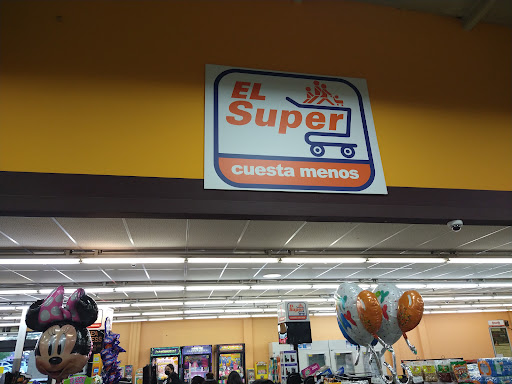 EL
Super
cuesta menos